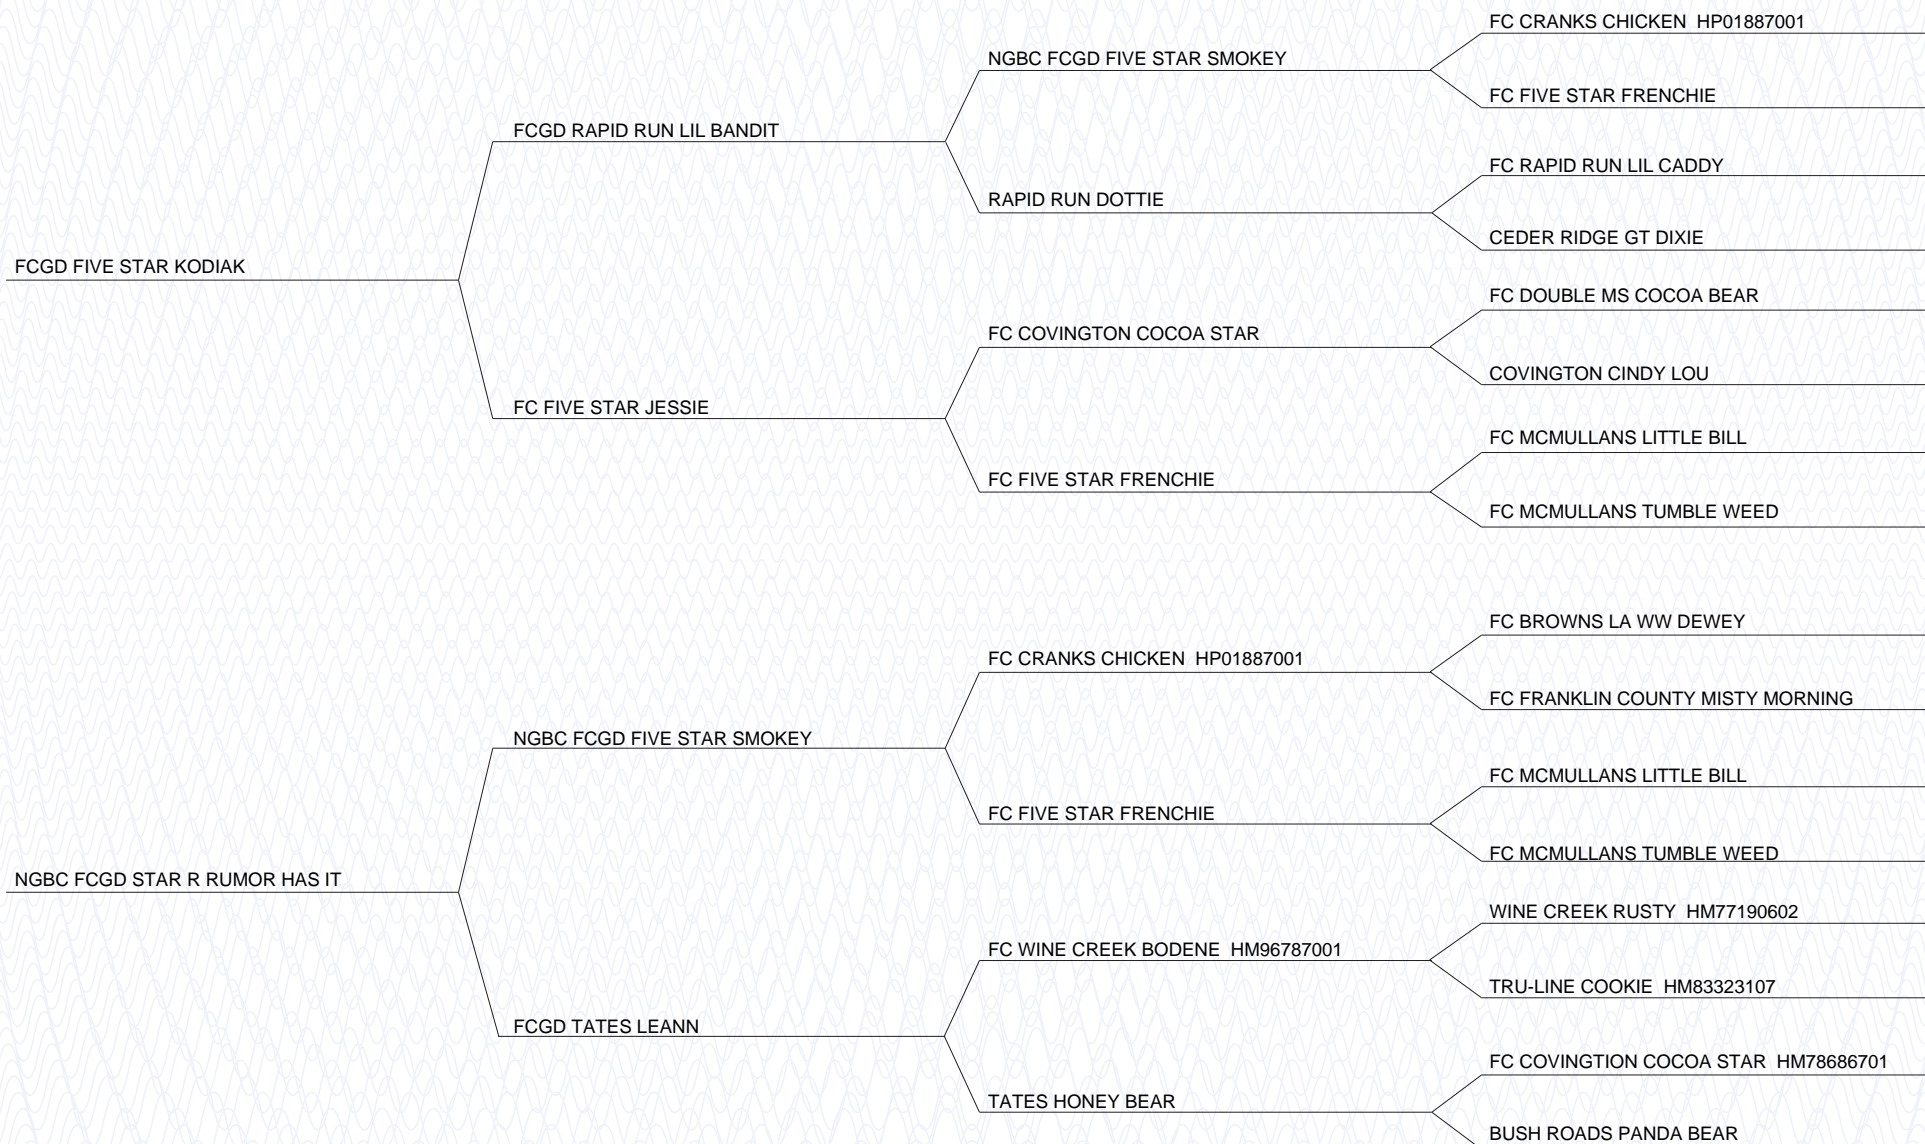 FC CRANKS CHICKEN HP01887001
NGBC FCGD FIVE STAR SMOKEY
FC FIVE STAR FRENCHIE
FCGD RAPID RUN LIL BANDIT
FC RAPID RUN LIL CADDY
RAPID RUN DOTTIE
CEDER RIDGE GT DIXIE
FCGD FIVE STAR KODIAK
FC DOUBLE MS COCOA BEAR
FC COVINGTON COCOA STAR
COVINGTON CINDY LOU
FC FIVE STAR JESSIE
FC MCMULLANS LITTLE BILL
FC FIVE STAR FRENCHIE
FC MCMULLANS TUMBLE WEED
FC BROWNS LA WW DEWEY
FC CRANKS CHICKEN HP01887001
FC FRANKLIN COUNTY MISTY MORNING
NGBC FCGD FIVE STAR SMOKEY
FC MCMULLANS LITTLE BILL
FC FIVE STAR FRENCHIE
FC MCMULLANS TUMBLE WEED
NGBC FCGD STAR R RUMOR HAS IT
WINE CREEK RUSTY HM77190602
FC WINE CREEK BODENE HM96787001
TRU-LINE COOKIE HM83323107
FCGD TATES LEANN
FC COVINGTION COCOA STAR HM78686701
TATES HONEY BEAR
BUSH ROADS PANDA BEAR